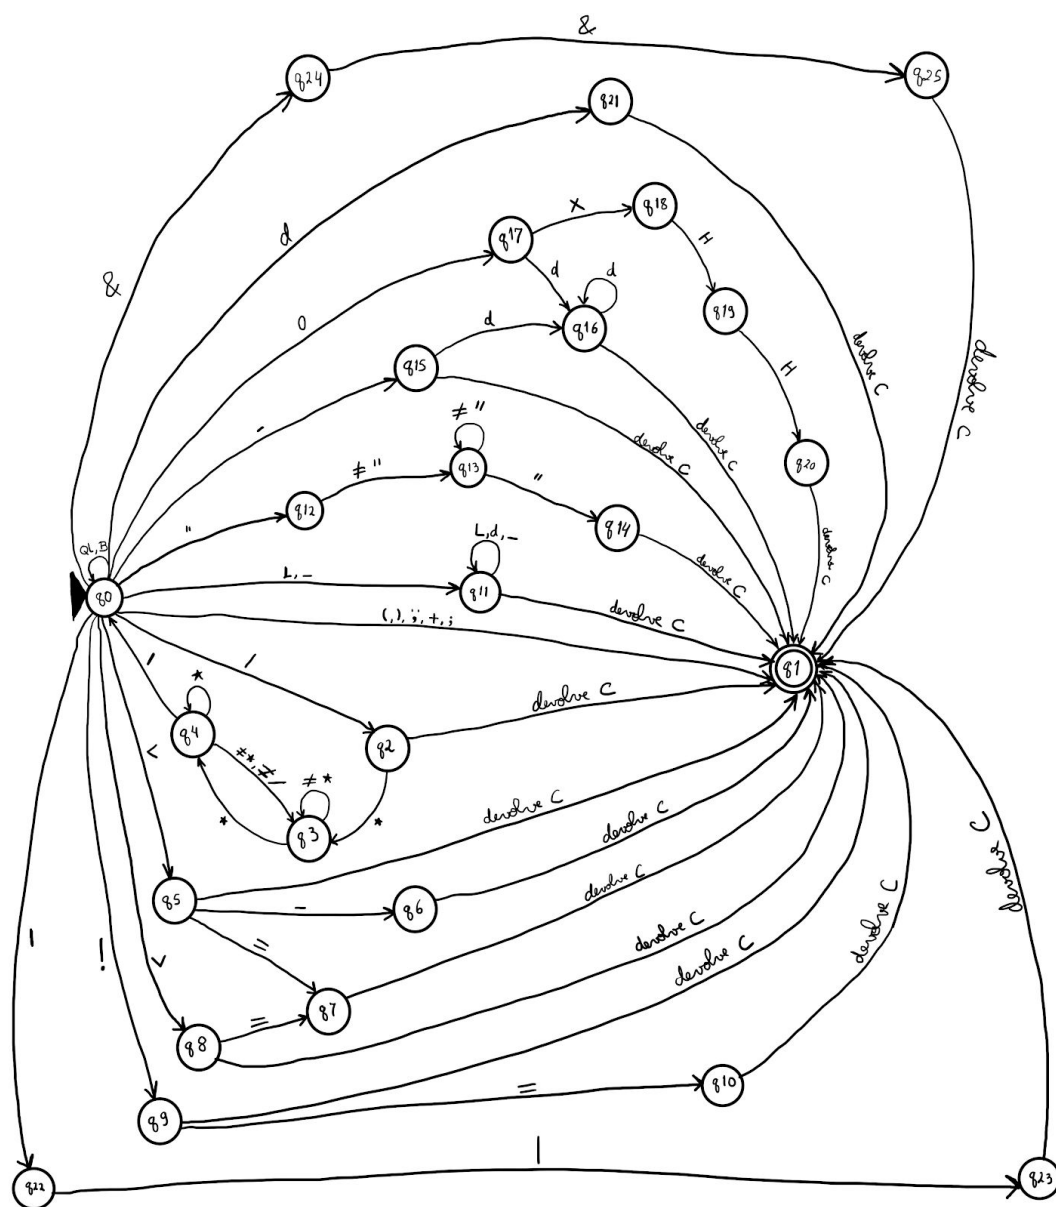 &
q24
q25
q21
d
x
q18
q17
H
&
d
d
0
q16
q19
d
q15
devolve C
H
devolve C
-
≠ "
devolve C
devolve C
q13
≠ "
"
q20
q12
q14
"
L, d, _
devolve C
devolve C
QL, B
L, _
q11
q0
devolve C
q1
/
/
*
devolve C
q4
q2
<
≠*, ≠/
≠ *
*
*
q3
devolve C
devolve C
devolve C
q5
-
q6
devolve C
=
devolve C
|
!
devolve C
devolve C
q7
=
q8
q10
=
q9
|
q22
q23